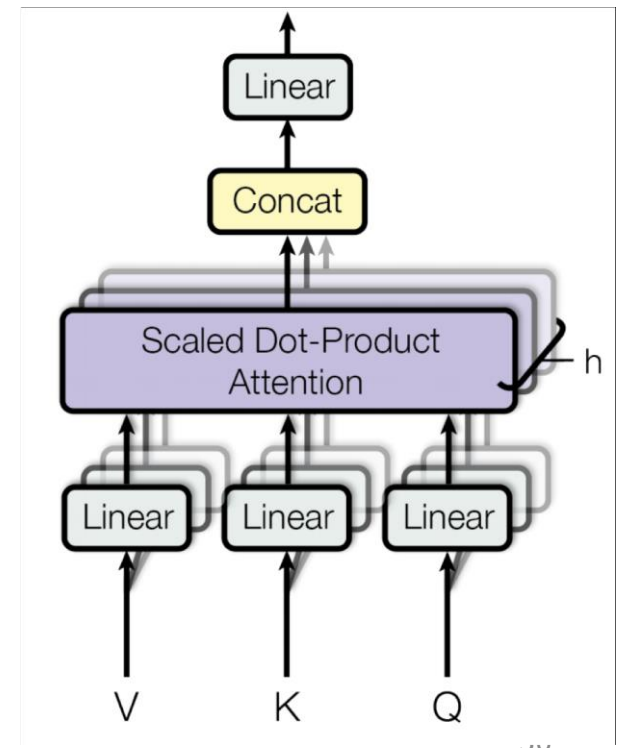 Linear
Concat
Scaled Dot-Product
Attention
h
Linear
Linear
Linear
V
K
Q